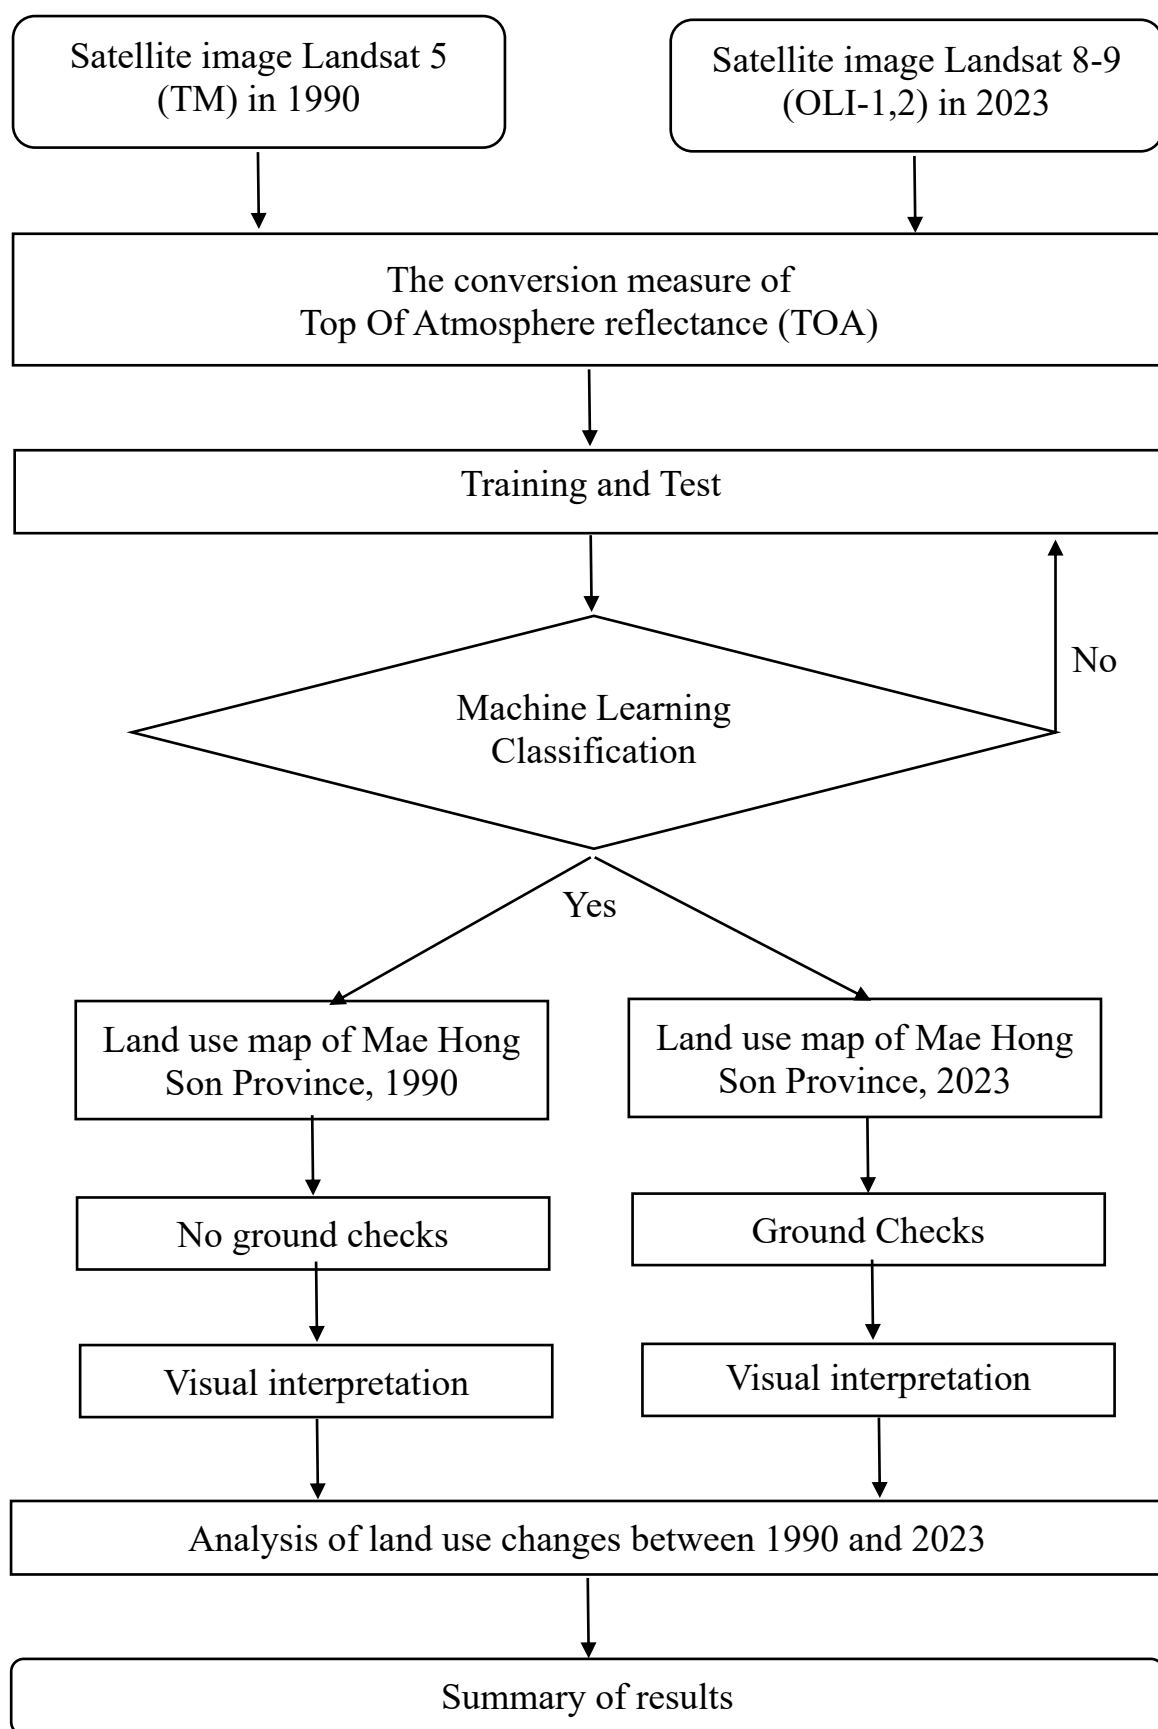 Satellite image Landsat 5
(TM) in 1990
Satellite image Landsat 8-9
(OLI-1,2) in 2023
The conversion measure of
Top Of Atmosphere reflectance (TOA)
Training and Test
No
Machine Learning
Classification
Yes
Land use map of Mae Hong
Son Province, 1990
Land use map of Mae Hong
Son Province, 2023
No ground checks
Ground Checks
Visual interpretation
Visual interpretation
Analysis of land use changes between 1990 and 2023
Summary of results